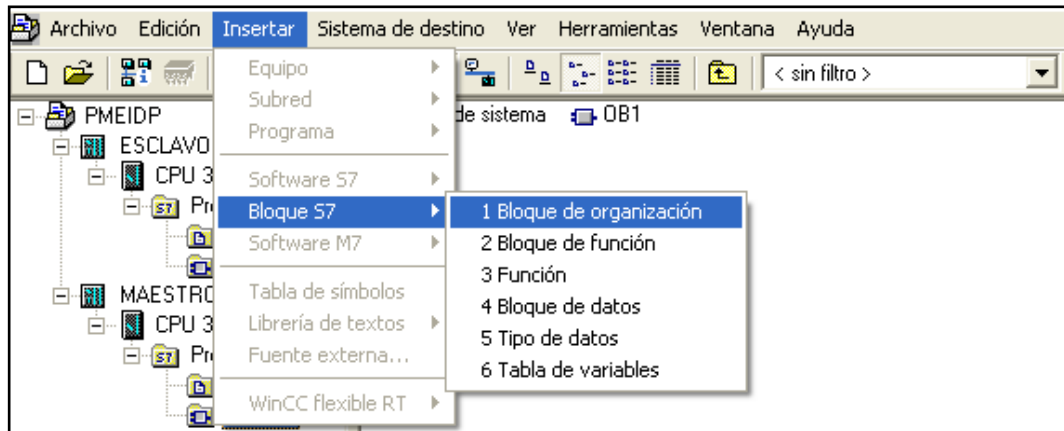 Archivo Edición Insertar Sistema de destino Ver Herramientas Ventana Ayuda
< sin filtro >
PMEIDP
ESCLAVO
CPU 3
S7 Pr
MAESTRO
CPU 3
S7 Pr
Equipo
Subred
Programa
Software S7
Bloque S7
Software M7
Tabla de símbolos
Librería de textos
Fuente externa...
WinCC flexible RT
de sistema OB1
1 Bloque de organización
2 Bloque de función
3 Función
4 Bloque de datos
5 Tipo de datos
6 Tabla de variables